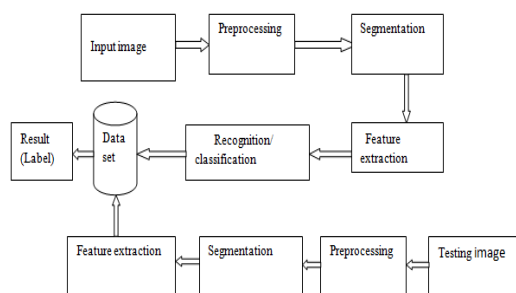 Input image
Preprocessing
Segmentation
Feature
extraction
Recognition/
classification
Data
set
Result
(Label)
Feature extraction
Segmentation
Preprocessing
Testing image